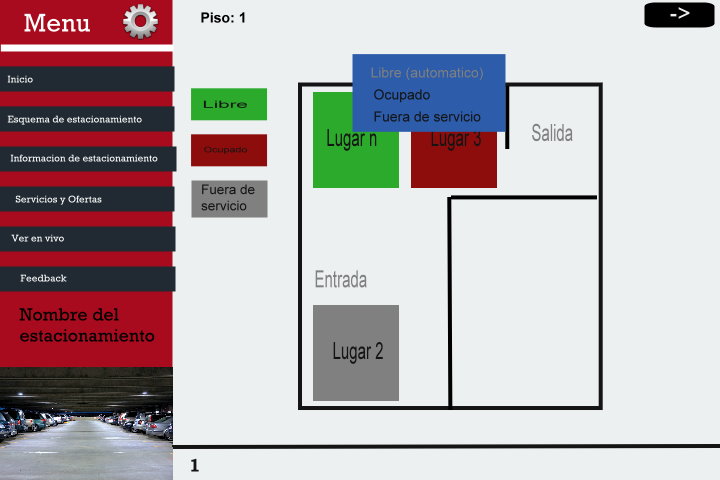 Menu
Inicio
Esquema de estacionamiento
Informacion de estacionamiento
Servicios y Ofertas
Ver en vivo
Feedback
Nombre del
estacionamiento
Piso: 1
->
Libre
Ocupado
Fuera de
servicio
Libre (automatico)
Ocupado
Fuera de servicio
Lugar n
Lugar 3
Salida
Entrada
Lugar 2
1